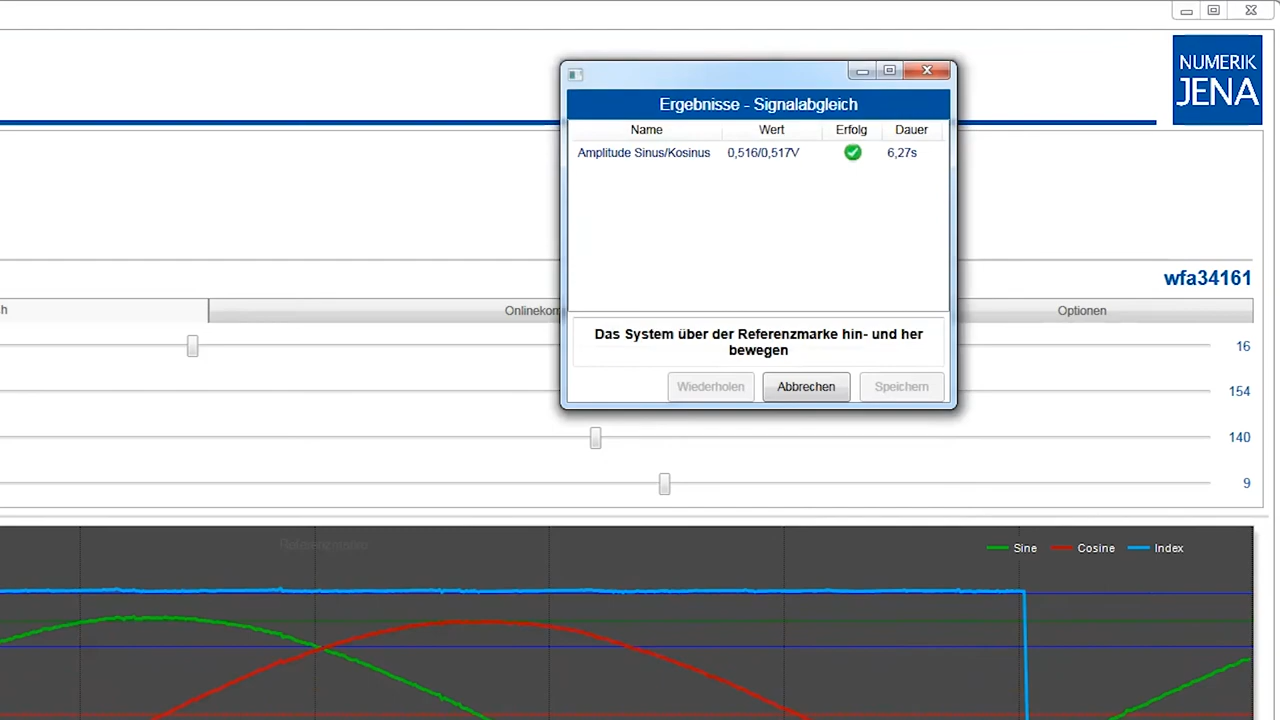 NUMERIK
JENA
Ergebnisse - Signalabgleich
Name Wert Erfolg Dauer
Amplitude Sinus/Kosinus 0,516/0,517V 6,27s
wfa34161
h Onlinekon Optionen
Das System über der Referenzmarke hin- und her
bewegen
16
Wiederholen Abbrechen Speichern
154
140
9
Referenzmarke
Sine Cosine Index